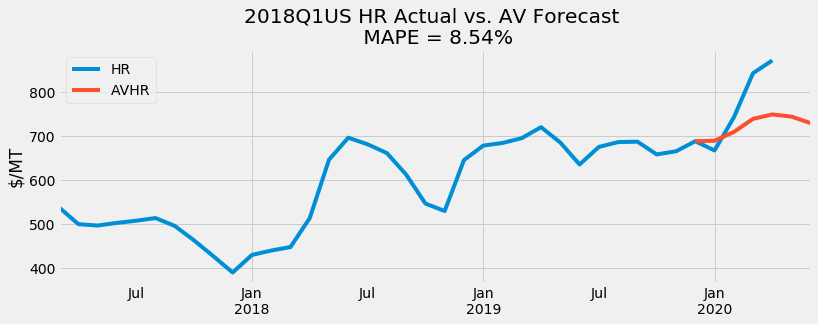 2018Q1US HR Actual vs. AV Forecast
MAPE = 8.54%
HR
AVHR
$/MT
800
700
600
500
400
Jul
Jan
2018
Jul
Jan
2019
Jul
Jan
2020